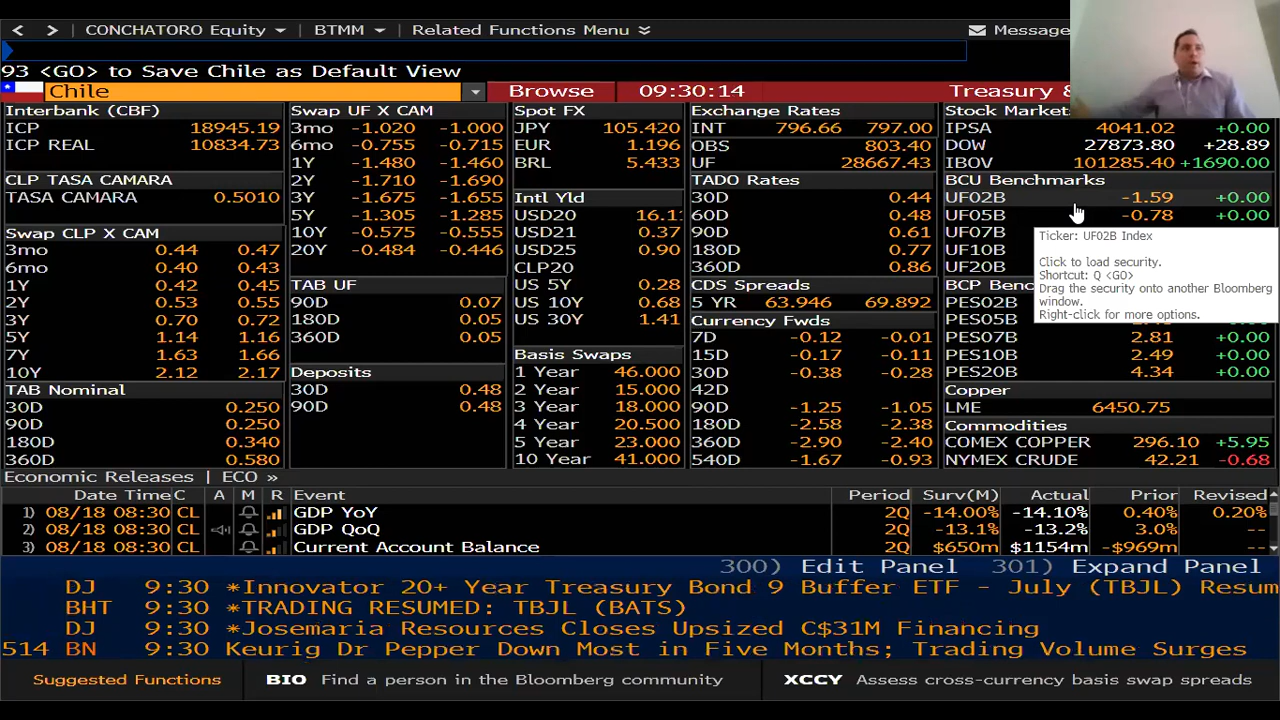 < > CONCHATORO Equity BTMM Related Functions Menu Message
93 <GO> to Save Chile as Default View
Chile Browse 09:30:14 Treasury &
Interbank (CBF)
ICP 18945.19
ICP REAL 10834.73
CLP TASA CAMARA
TASA CAMARA 0.5010
Swap CLP X CAM
3mo 0.44 0.47
6mo 0.40 0.43
1Y 0.42 0.45
2Y 0.53 0.55
3Y 0.70 0.72
5Y 1.14 1.16
7Y 1.63 1.66
10Y 2.12 2.17
TAB Nominal
30D 0.250
90D 0.250
180D 0.340
360D 0.580
Swap UF X CAM
3mo -1.020 -1.000
6mo -0.755 -0.715
1Y -1.480 -1.460
2Y -1.710 -1.690
3Y -1.675 -1.655
5Y -1.305 -1.285
10Y -0.575 -0.555
20Y -0.484 -0.446
TAB UF
90D 0.07
180D 0.05
360D 0.05
Deposits
30D 0.48
90D 0.48
Spot FX
JPY 105.420
EUR 1.196
BRL 5.433
Intl Yld
USD20 16.11
USD21 0.37
USD25 0.90
CLP20
US 5Y 0.28
US 10Y 0.68
US 30Y 1.41
Basis Swaps
1 Year 46.000
2 Year 15.000
3 Year 18.000
4 Year 20.500
5 Year 23.000
10 Year 41.000
Exchange Rates
INT 796.66 797.00
OBS 803.40
UF 28667.43
TADO Rates
30D 0.44
60D 0.48
90D 0.61
180D 0.77
360D 0.86
CDS Spreads
5 YR 63.946 69.892
Currency Fwds
7D -0.12 -0.01
15D -0.17 -0.11
30D -0.38 -0.28
42D
90D -1.25 -1.05
180D -2.58 -2.38
360D -2.90 -2.40
540D -1.67 -0.93
Stock Market
IPSA 4041.02 +0.00
DOW 27873.80 +28.89
IBOV 101285.40 +1690.00
BCU Benchmarks
UF02B -1.59 +0.00
UF05B -0.78 +0.00
UF07B
UF10B
UF20B
Ticker: UF02B Index
Click to load security.
Shortcut: Q <GO>
Drag the security onto another Bloomberg
window.
Right-click for more options.
BCP Benc
PES02B
PES05B
PES07B 2.81 +0.00
PES10B 2.49 +0.00
PES20B 4.34 +0.00
Copper
LME 6450.75
Commodities
COMEX COPPER 296.10 +5.95
NYMEX CRUDE 42.21 -0.68
Economic Releases | ECO »
Date Time C A M R Event Period Surv(M) Actual Prior Revised
1) 08/18 08:30 CL GDP YoY 2Q -14.00% -14.10% 0.40% 0.20%
2) 08/18 08:30 CL GDP QoQ 2Q -13.1% -13.2% 3.0% --
3) 08/18 08:30 CL Current Account Balance 2Q $650m $1154m -$969m --
300) Edit Panel 301) Expand Panel
DJ 9:30 *Innovator 20+ Year Treasury Bond 9 Buffer ETF - July (TBJL) Resum
BHT 9:30 *TRADING RESUMED: TBJL (BATS)
DJ 9:30 *Josemaria Resources Closes Upsized C$31M Financing
514 BN 9:30 Keurig Dr Pepper Down Most in Five Months; Trading Volume Surges
Suggested Functions BIO Find a person in the Bloomberg community XCCY Assess cross-currency basis swap spreads